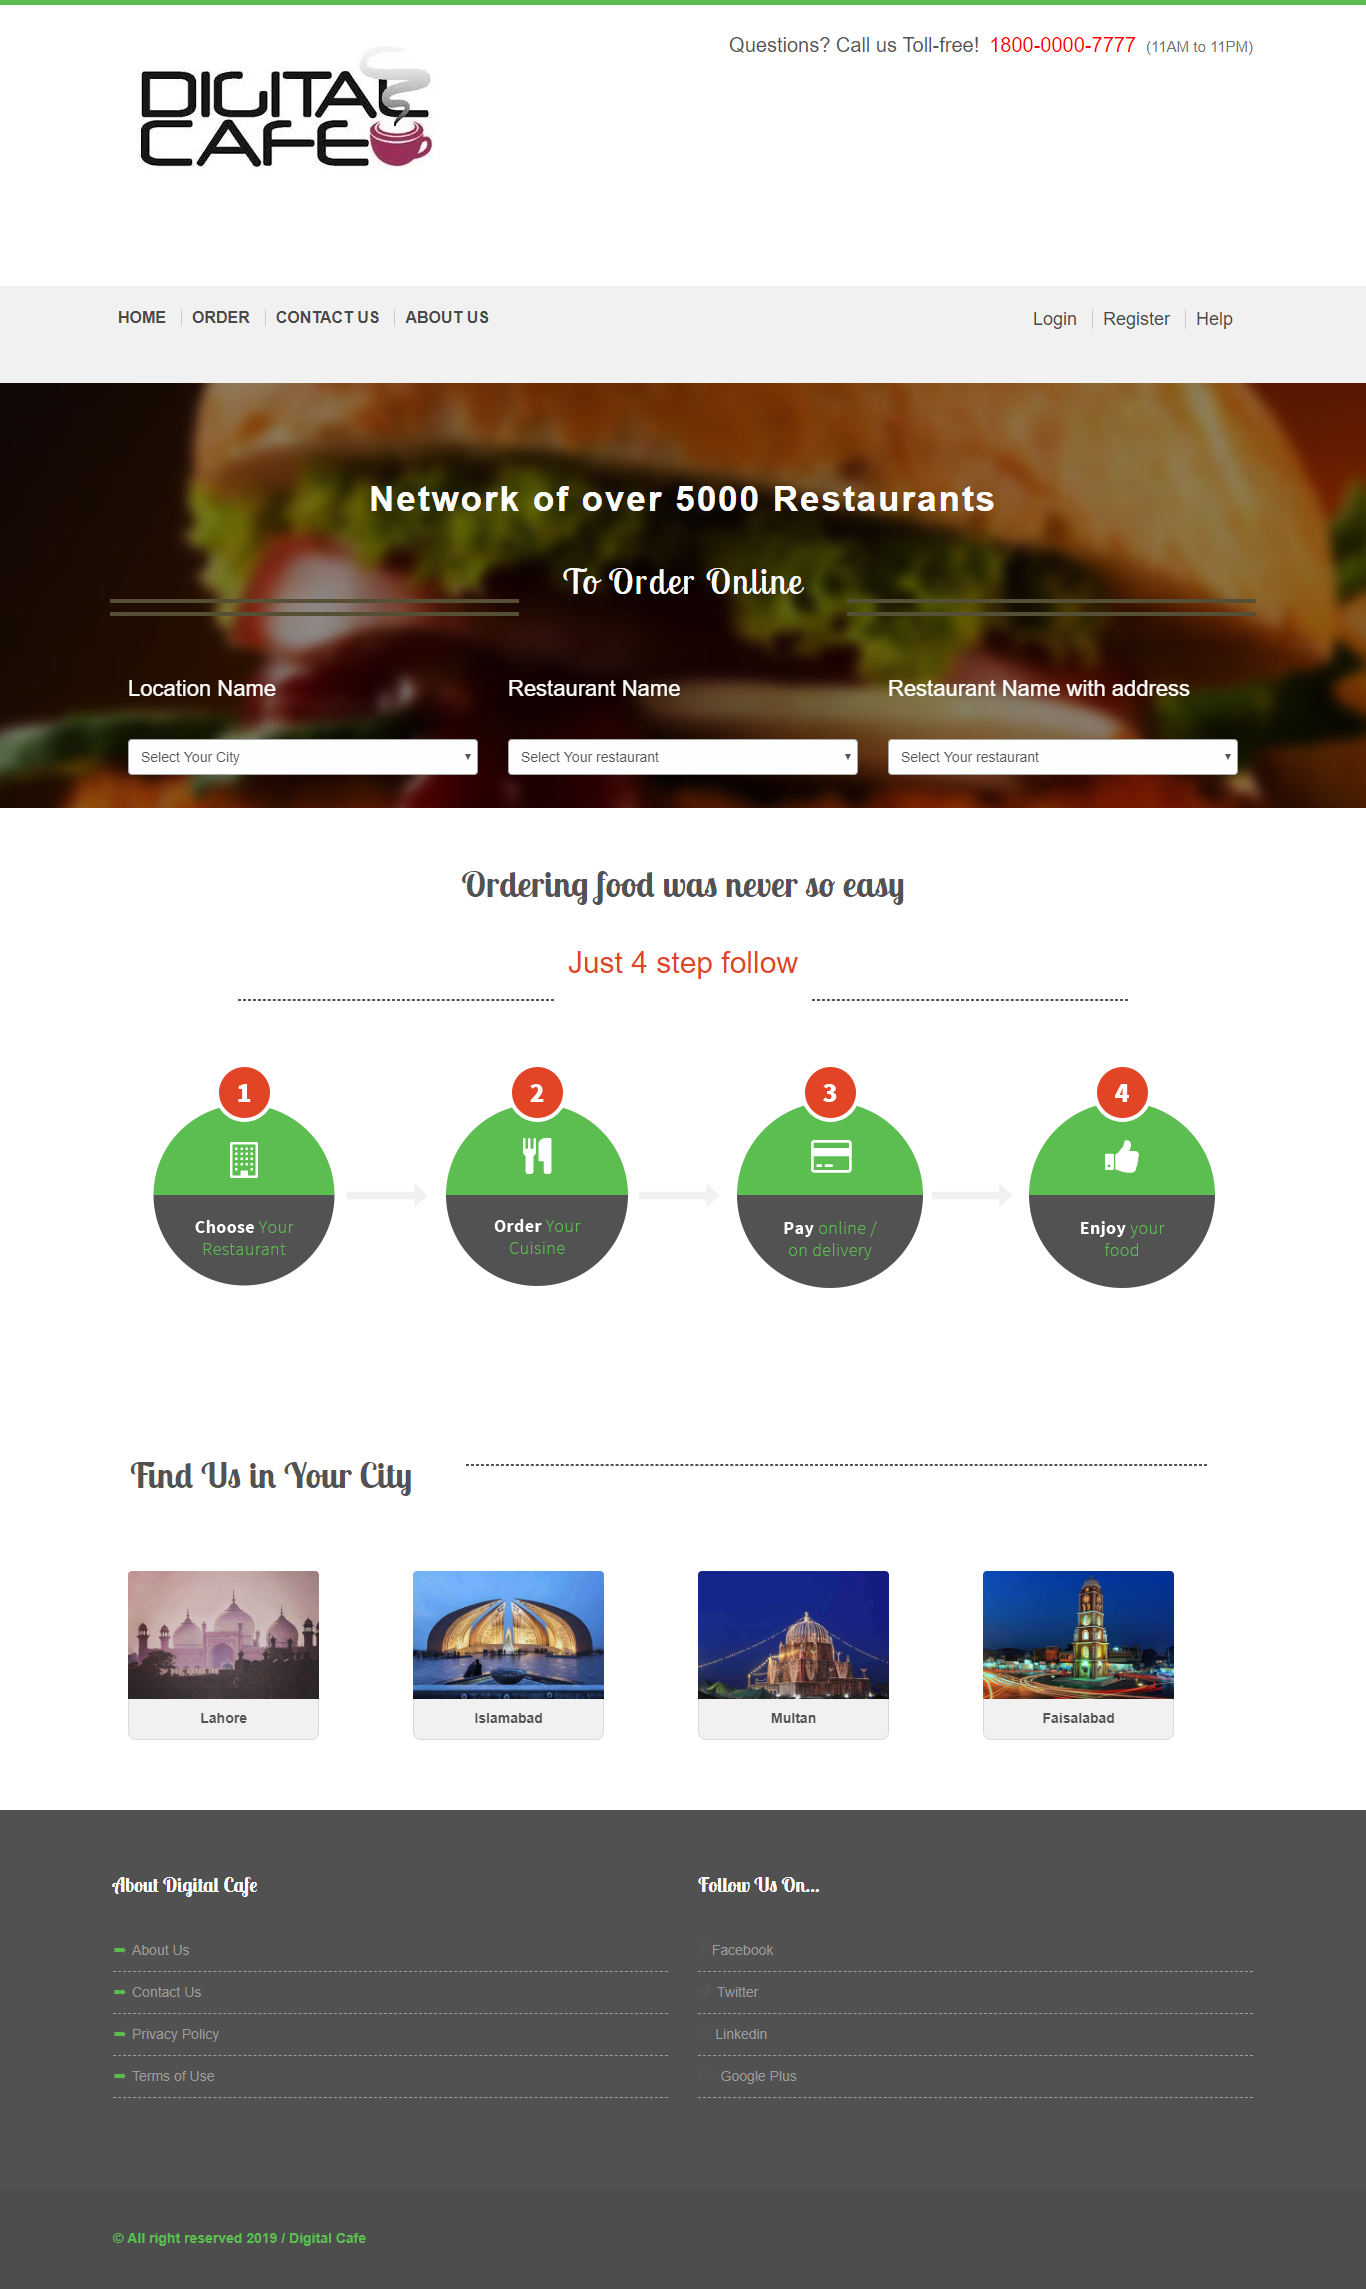 Questions? Call us Toll-free! 1800-0000-7777 (11AM to 11PM)
DIGITAL
CAFE
HOME
ORDER
CONTACT US
ABOUT US
Login
Register
Help
Network of over 5000 Restaurants
To Order Online
Location Name
Restaurant Name
Restaurant Name with address
Select Your City
Select Your restaurant
Select Your restaurant
Ordering food was never so easy
Just 4 step follow
1
2
3
4
Choose Your
Restaurant
Order Your
Cuisine
Pay online /
on delivery
Enjoy your
food
Find Us in Your City
Lahore
Islamabad
Multan
Faisalabad
About Digital Cafe
About Us
Contact Us
Privacy Policy
Terms of Use
Follow Us On...
Facebook
Twitter
Linkedin
Google Plus
© All right reserved 2019 / Digital Cafe